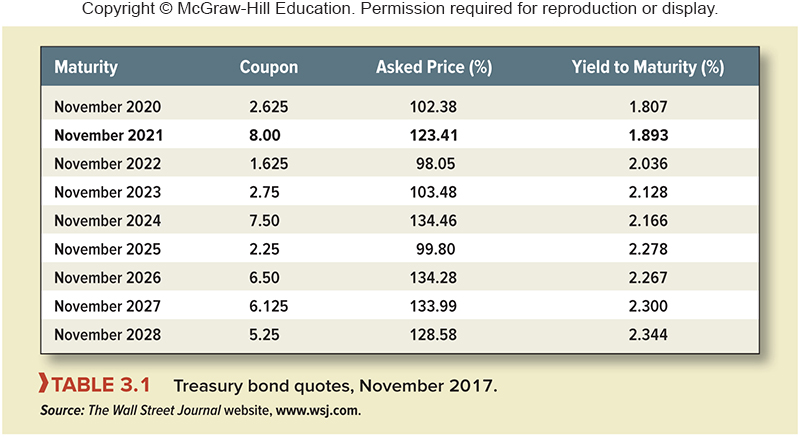 Copyright © McGraw-Hill Education. Permission required for reproduction or display.
Maturity Coupon Asked Price (%) Yield to Maturity (%)
November 2020 2.625 102.38 1.807
November 2021 8.00 123.41 1.893
November 2022 1.625 98.05 2.036
November 2023 2.75 103.48 2.128
November 2024 7.50 134.46 2.166
November 2025 2.25 99.80 2.278
November 2026 6.50 134.28 2.267
November 2027 6.125 133.99 2.300
November 2028 5.25 128.58 2.344
TABLE 3.1 Treasury bond quotes, November 2017.
Source: The Wall Street Journal website, www.wsj.com.